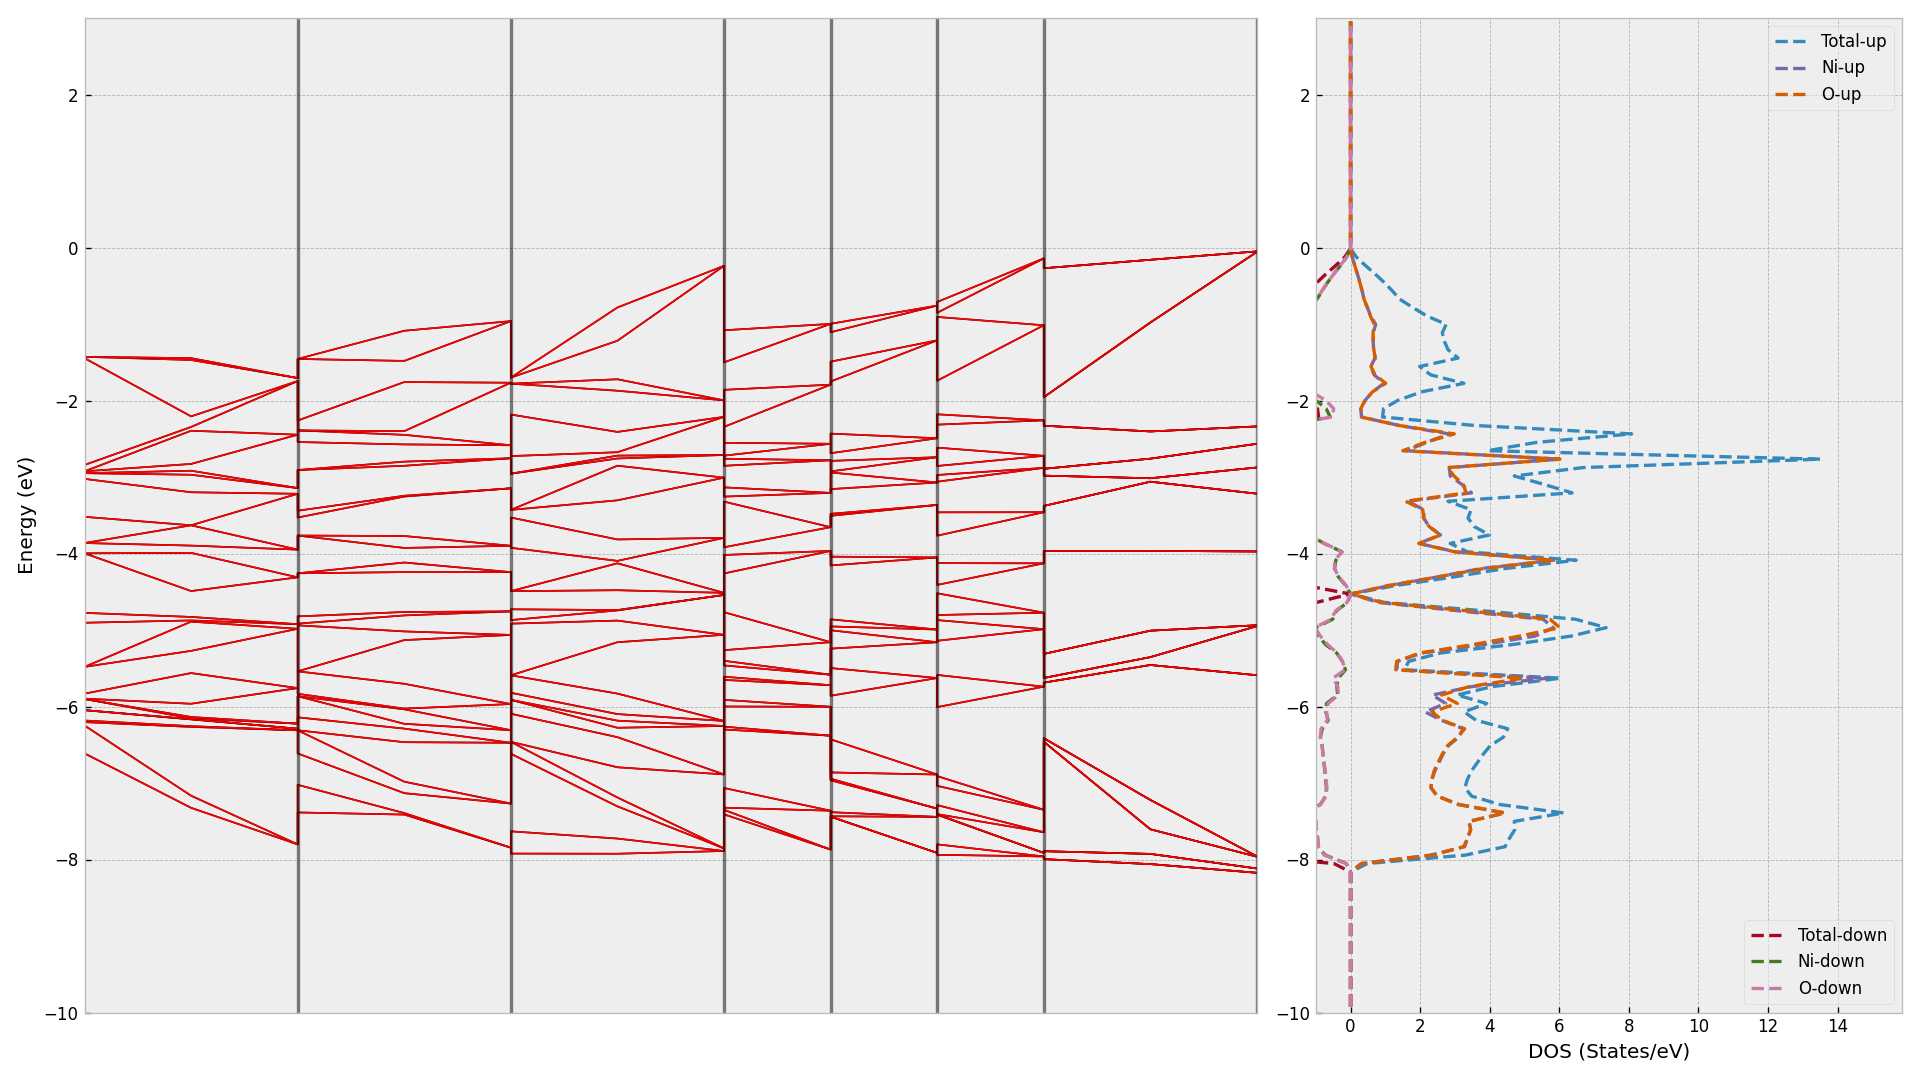 2
0
−2
−4
−6
−8
−10
Energy (eV)
2
0
−2
−4
−6
−8
−10
0 2 4 6 8 10 12 14
DOS (States/eV)
Total-up
Ni-up
O-up
Total-down
Ni-down
O-down